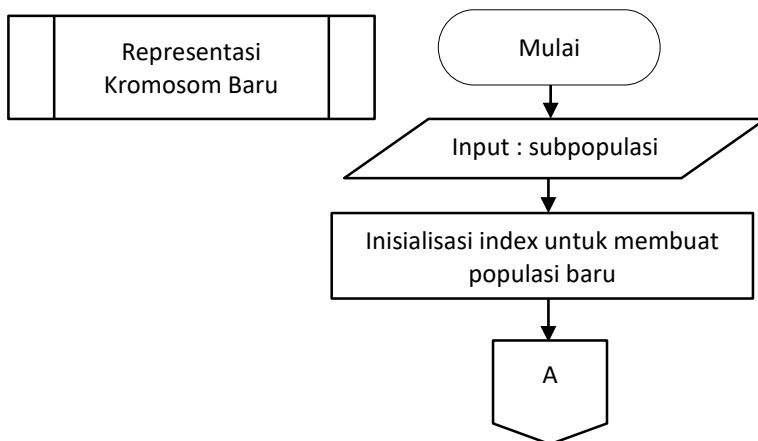 Representasi
Kromosom Baru
Mulai
Input : subpopulasi
Inisialisasi index untuk membuat
populasi baru
A